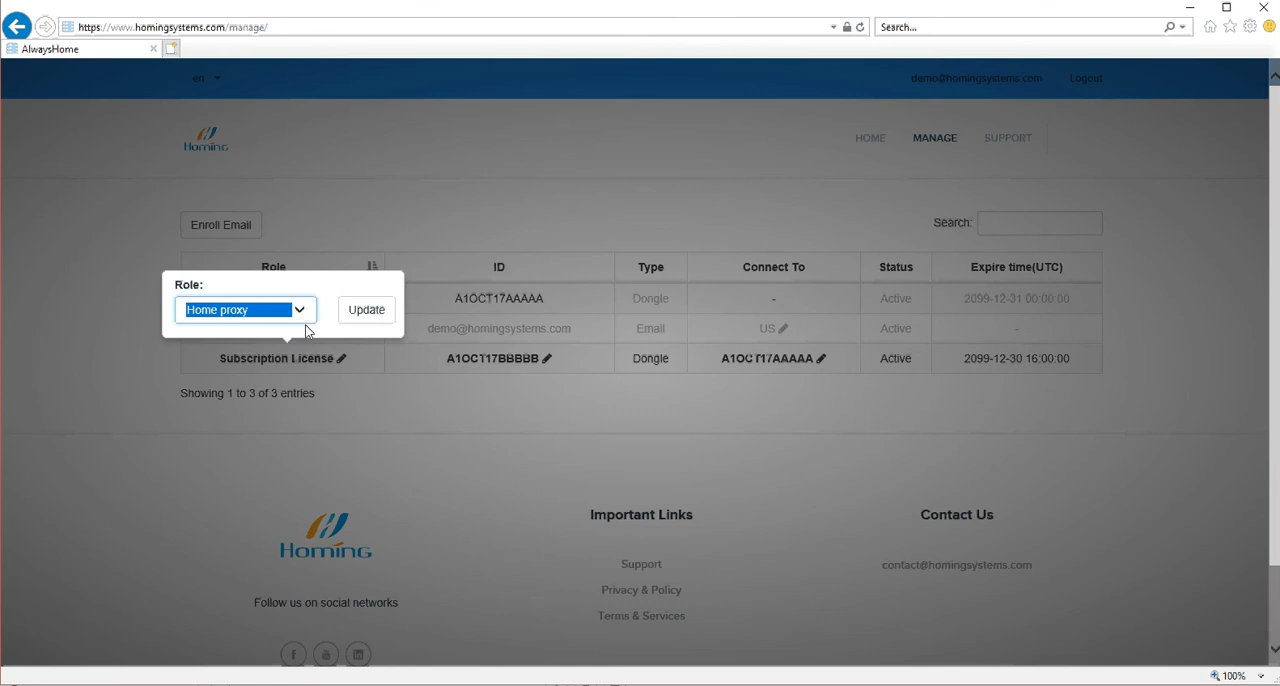 https://www.homingsystems.com/manage/
Search...
AlwaysHome
en
demo@homingsystems.com
Logout
Homing
HOME
MANAGE
SUPPORT
Enroll Email
Search:
Role
ID
Type
Connect To
Status
Expire time(UTC)
Role:
Home proxy
Update
A1OCT17AAAAA
Dongle
-
Active
2099-12-31 00:00:00
demo@homingsystems.com
Email
US
Active
-
Subscription License
A1OCT17BBBBB
Dongle
A1OCT17AAAAA
Active
2099-12-30 16:00:00
Showing 1 to 3 of 3 entries
Homing
Follow us on social networks
Important Links
Support
Privacy & Policy
Terms & Services
Contact Us
contact@homingsystems.com
100%